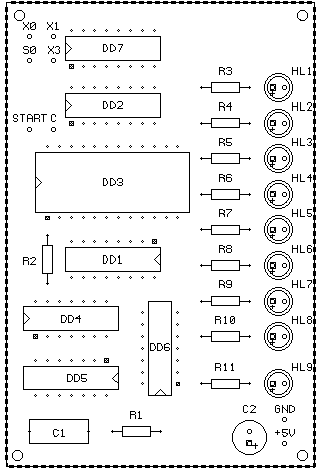 X0 X1
DD7
S0 X3
R3 HL1
DD2
R4 HL2
START C
R5 HL3
DD3
R6 HL4
R7 HL5
R2
DD1
R8 HL6
R9 HL7
DD4
R10 HL8
DD6
DD5
R11 HL9
C1
R1
C2
GND
+5V